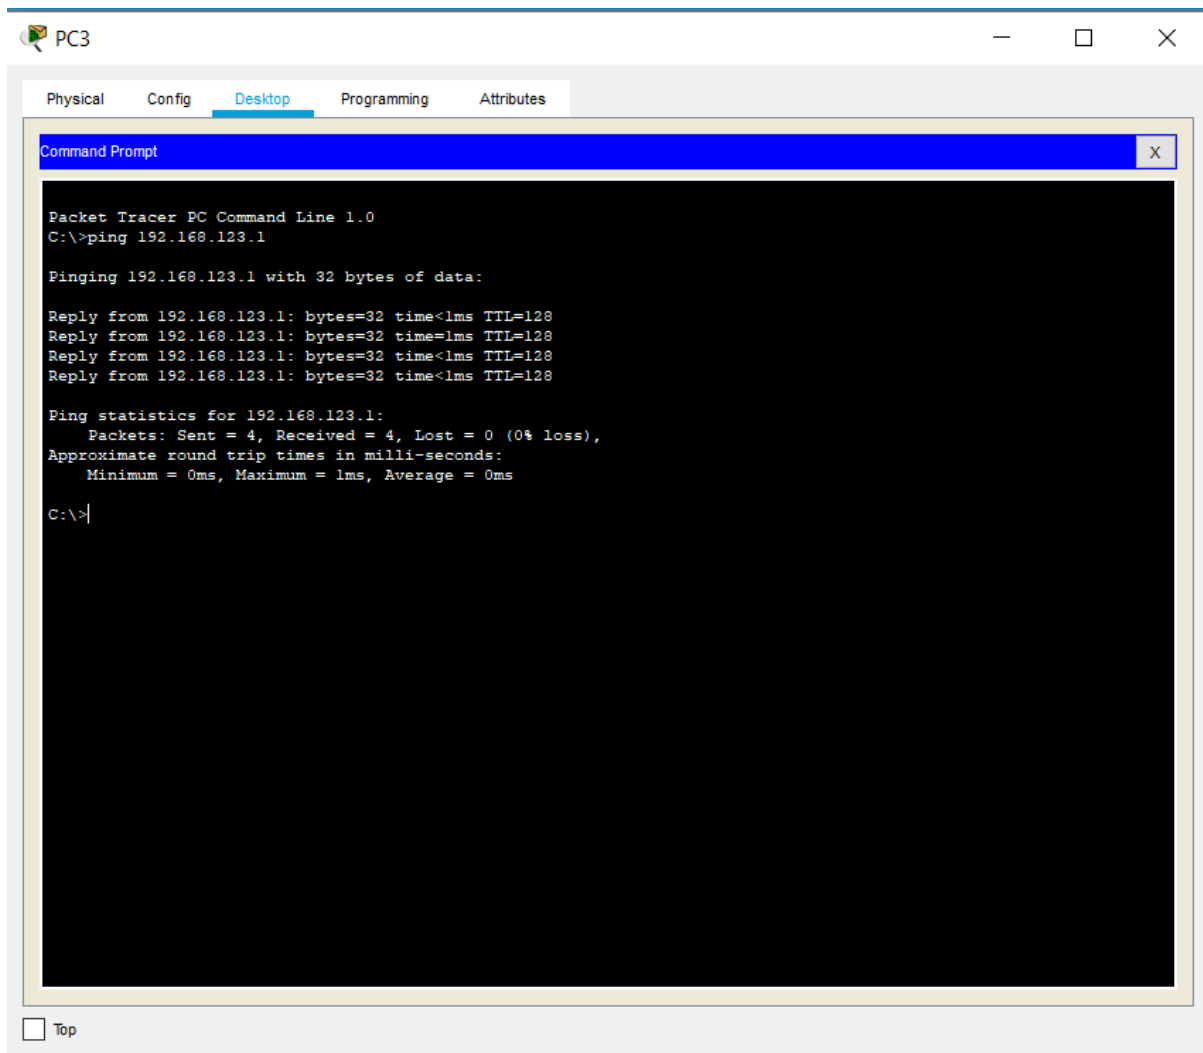 PC3
Physical Config Desktop Programming Attributes
Command Prompt X
Packet Tracer PC Command Line 1.0
C:\>ping 192.168.123.1
Pinging 192.168.123.1 with 32 bytes of data:
Reply from 192.168.123.1: bytes=32 time<1ms TTL=128
Reply from 192.168.123.1: bytes=32 time=1ms TTL=128
Reply from 192.168.123.1: bytes=32 time<1ms TTL=128
Reply from 192.168.123.1: bytes=32 time<1ms TTL=128
Ping statistics for 192.168.123.1:
    Packets: Sent = 4, Received = 4, Lost = 0 (0% loss),
Approximate round trip times in milli-seconds:
    Minimum = 0ms, Maximum = 1ms, Average = 0ms
C:\>
Top